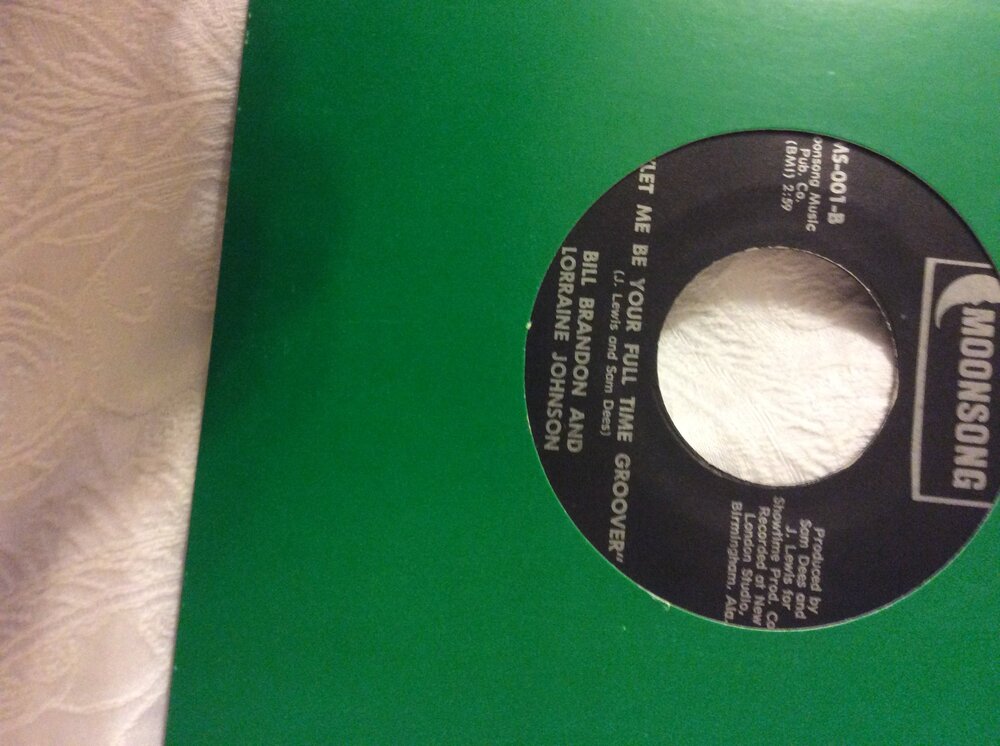 MOONSONG
MS-001-B
oonsong Music
Pub. Co.
(BMI) 2:59
Produced by
Sam Dees and
J. Lewis for
Showtime Prod. Co
Recorded at New
London Studio,
Birmingham, Ala.
"LET ME BE YOUR FULL TIME GROOVER"
(J. Lewis and Sam Dees)
BILL BRANDON AND
LORRAINE JOHNSON